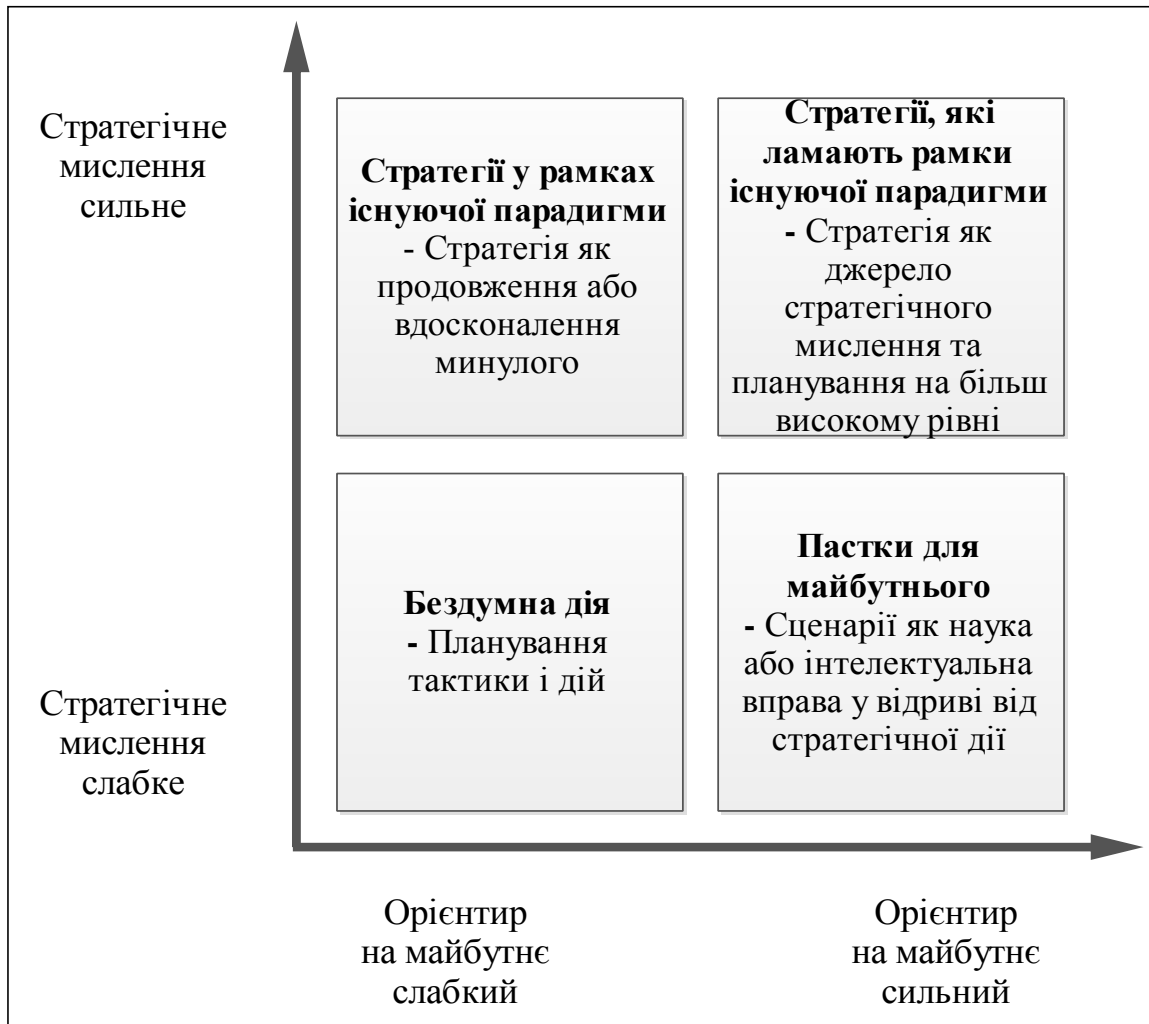 Стратегічне
мислення
сильне
Стратегії у рамках
існуючої парадигми
- Стратегія як
продовження або
вдосконалення
минулого
Стратегії, які
ламають рамки
існуючої парадигми
- Стратегія як
джерело
стратегічного
мислення та
планування на більш
високому рівні
Стратегічне
мислення
слабке
Бездумна дія
- Планування
тактики і дій
Пастки для
майбутнього
- Сценарії як наука
або інтелектуальна
вправа у відриві від
стратегічної дії
Орієнтир
на майбутнє
слабкий
Орієнтир
на майбутнє
сильний